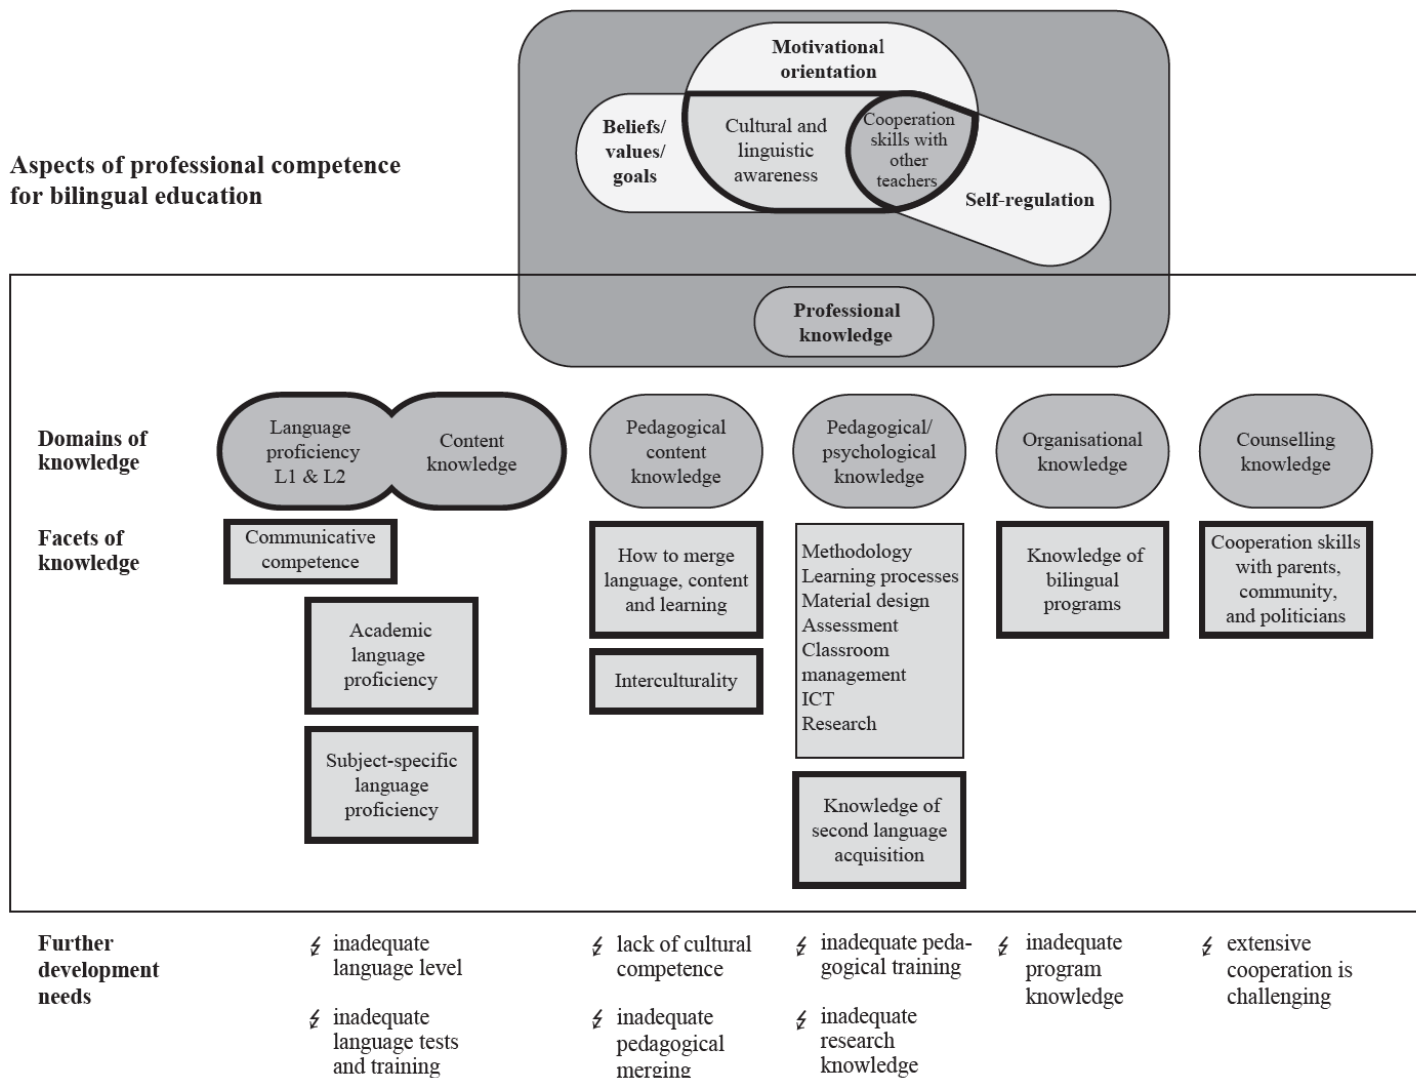 Motivational
orientation
Beliefs/
values/
goals
Cultural and
linguistic
awareness
Cooperation
skills with
other
teachers
Self-regulation
Aspects of professional competence
for bilingual education
Professional
knowledge
Domains of
knowledge
Language
proficiency
L1 & L2
Content
knowledge
Pedagogical
content
knowledge
Pedagogical/
psychological
knowledge
Organisational
knowledge
Counselling
knowledge
Facets of
knowledge
Communicative
competence
Academic
language
proficiency
Subject-specific
language
proficiency
How to merge
language, content
and learning
Interculturality
Methodology
Learning processes
Material design
Assessment
Classroom
management
ICT
Research
Knowledge of
second language
acquisition
Knowledge of
bilingual
programs
Cooperation skills
with parents,
community,
and politicians
Further
development
needs
inadequate
language level
inadequate
language tests
and training
lack of cultural
competence
inadequate
pedagogical
merging
inadequate peda-
gogical training
inadequate
research
knowledge
inadequate
program
knowledge
extensive
cooperation is
challenging